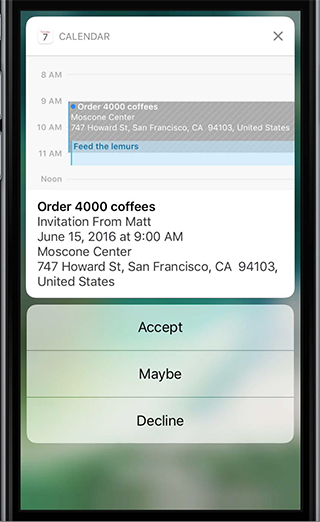 7 CALENDAR
8 AM
9 AM
Order 4000 coffees
Moscone Center
10 AM
747 Howard St, San Francisco, CA  94103, United States
Feed the lemurs
11 AM
Noon
Order 4000 coffees
Invitation From Matt
June 15, 2016 at 9:00 AM
Moscone Center
747 Howard St, San Francisco, CA  94103,
United States
Accept
Maybe
Decline